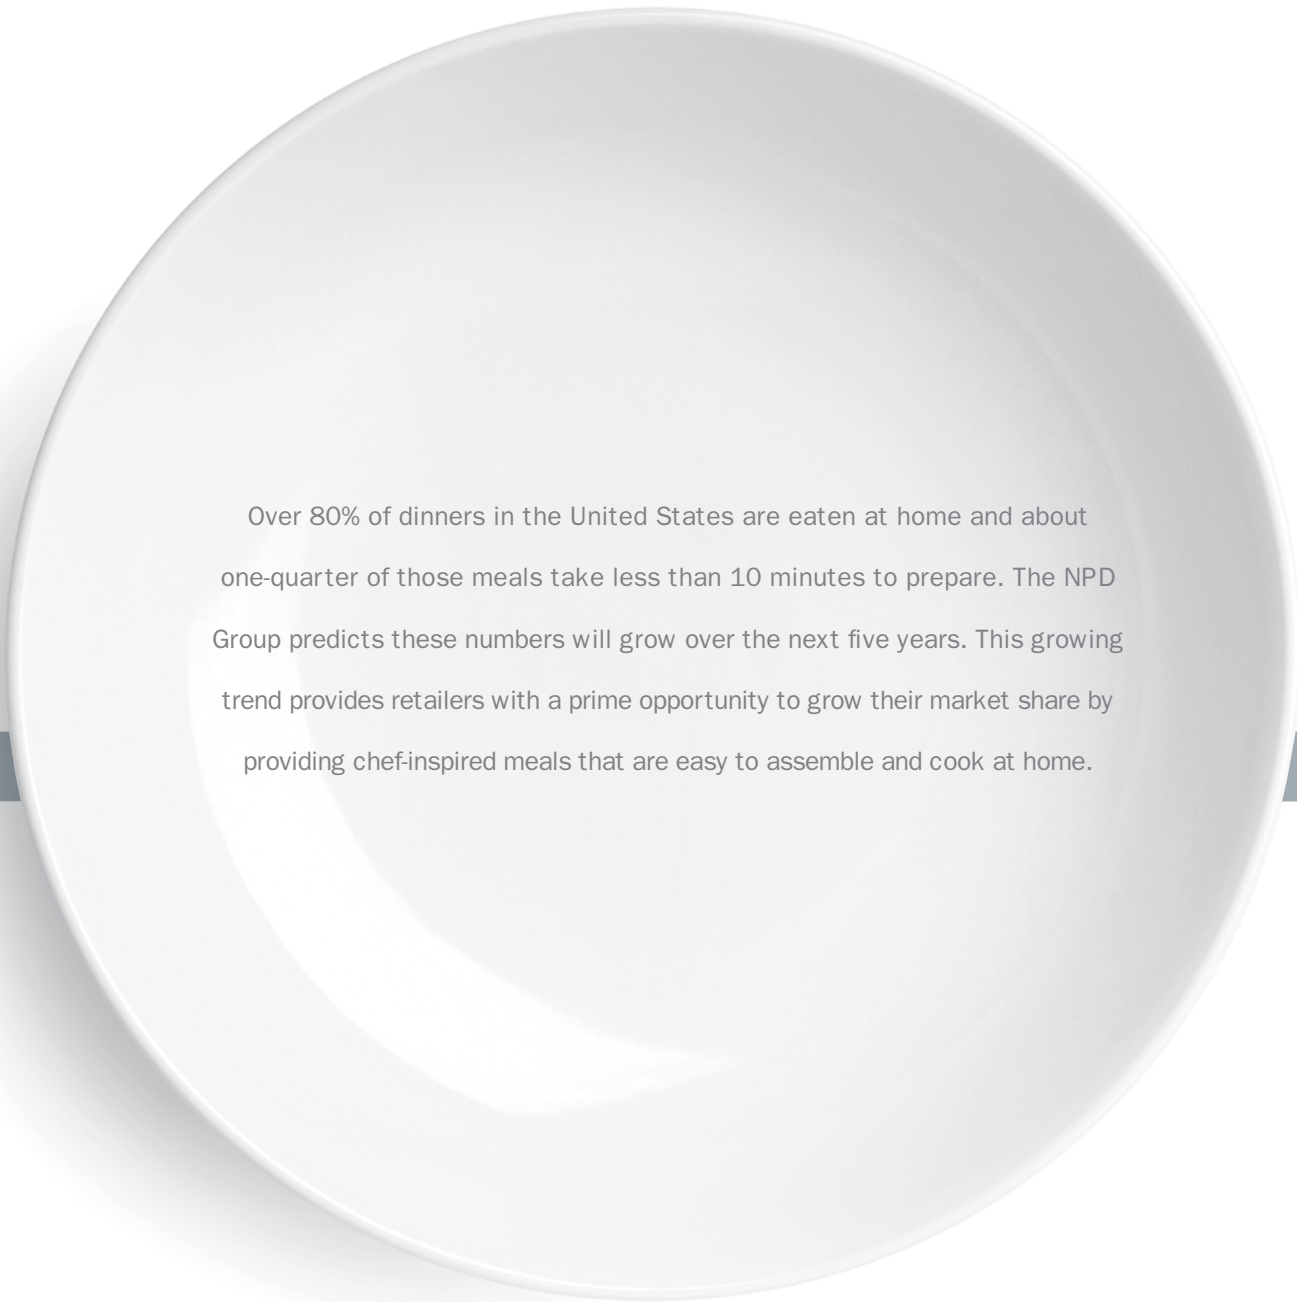 Over 80% of dinners in the United States are eaten at home and about
one-quarter of those meals take less than 10 minutes to prepare. The NPD
Group predicts these numbers will grow over the next five years. This growing
trend provides retailers with a prime opportunity to grow their market share by
providing chef-inspired meals that are easy to assemble and cook at home.